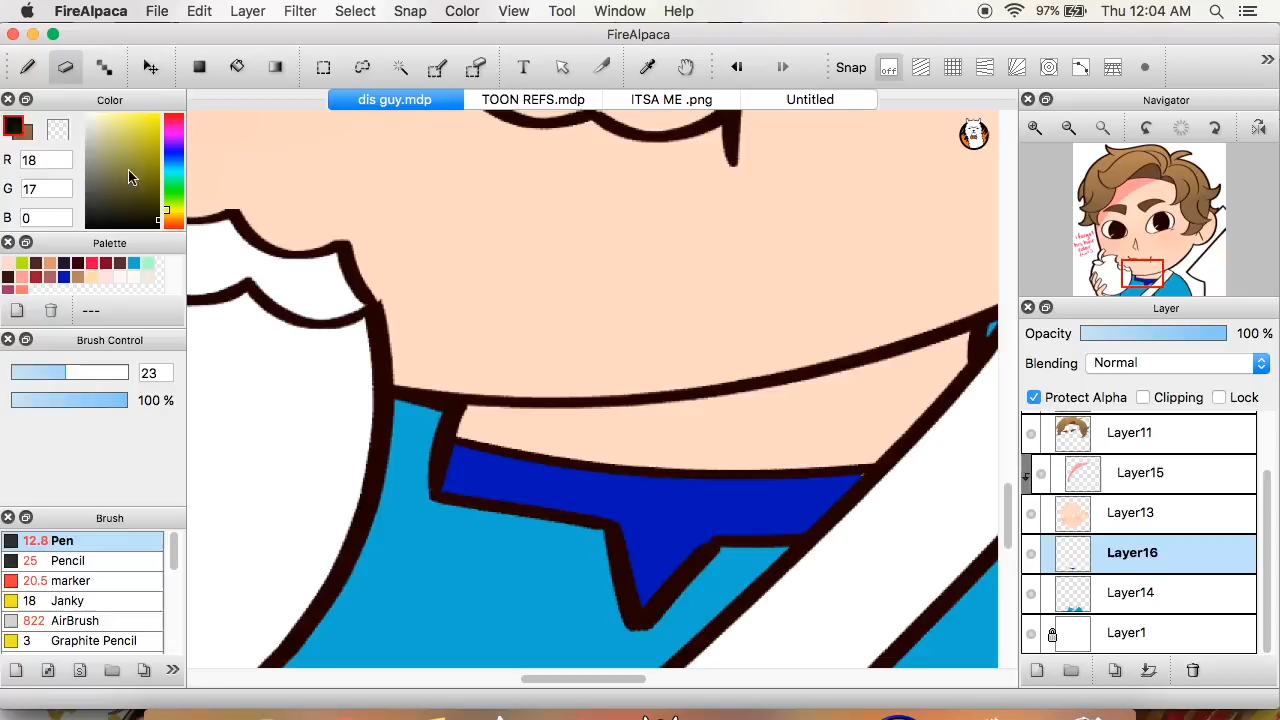 FireAlpaca File Edit Layer Filter Select Snap Color View Tool Window Help 97% Thu 12:04 AM
FireAlpaca
Snap off
Color dis guy.mdp TOON REFS.mdp ITSA ME .png Untitled Navigator
R 18
G 17
B 0
Palette
---
Layer
Brush Control
Opacity 100 %
23
Blending Normal
100 %
Protect Alpha Clipping Lock
Layer11
Layer15
Layer13
Brush
12.8 Pen
Layer16
25 Pencil
20.5 marker
Layer14
18 Janky
822 AirBrush
Layer1
3 Graphite Pencil